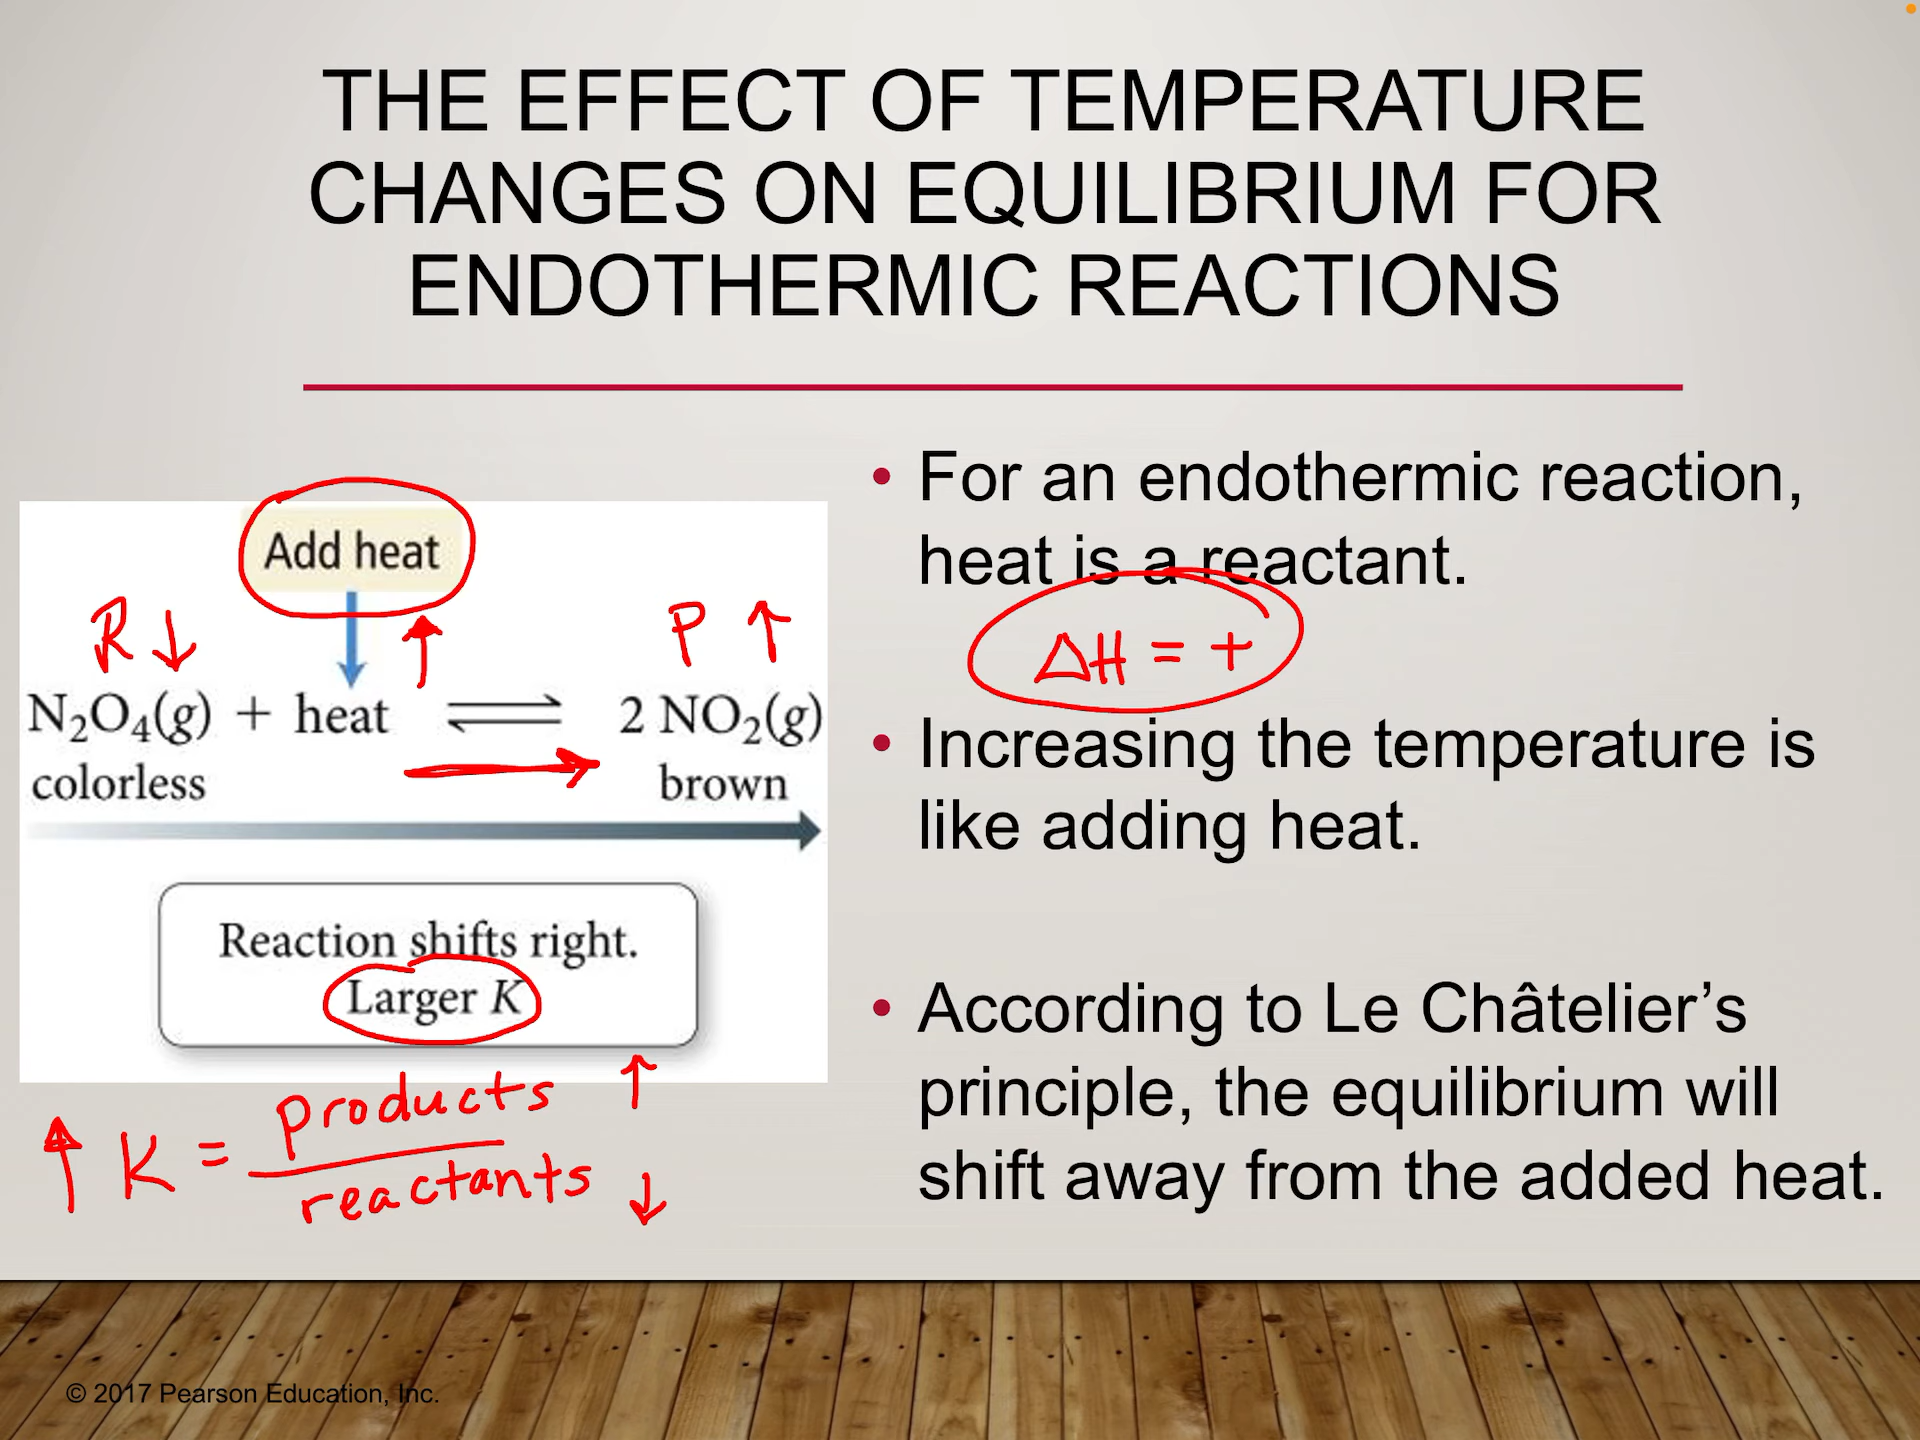 THE EFFECT OF TEMPERATURE
CHANGES ON EQUILIBRIUM FOR
ENDOTHERMIC REACTIONS
Add heat
R ↓ ↑ P ↑
N₂O₄(g) + heat ⇌ 2 NO₂(g)
colorless → brown
Reaction shifts right.
Larger K
↑ K = products ↑
reactants ↓
• For an endothermic reaction,
heat is a reactant.
ΔH = +
• Increasing the temperature is
like adding heat.
• According to Le Châtelier’s
principle, the equilibrium will
shift away from the added heat.
© 2017 Pearson Education, Inc.